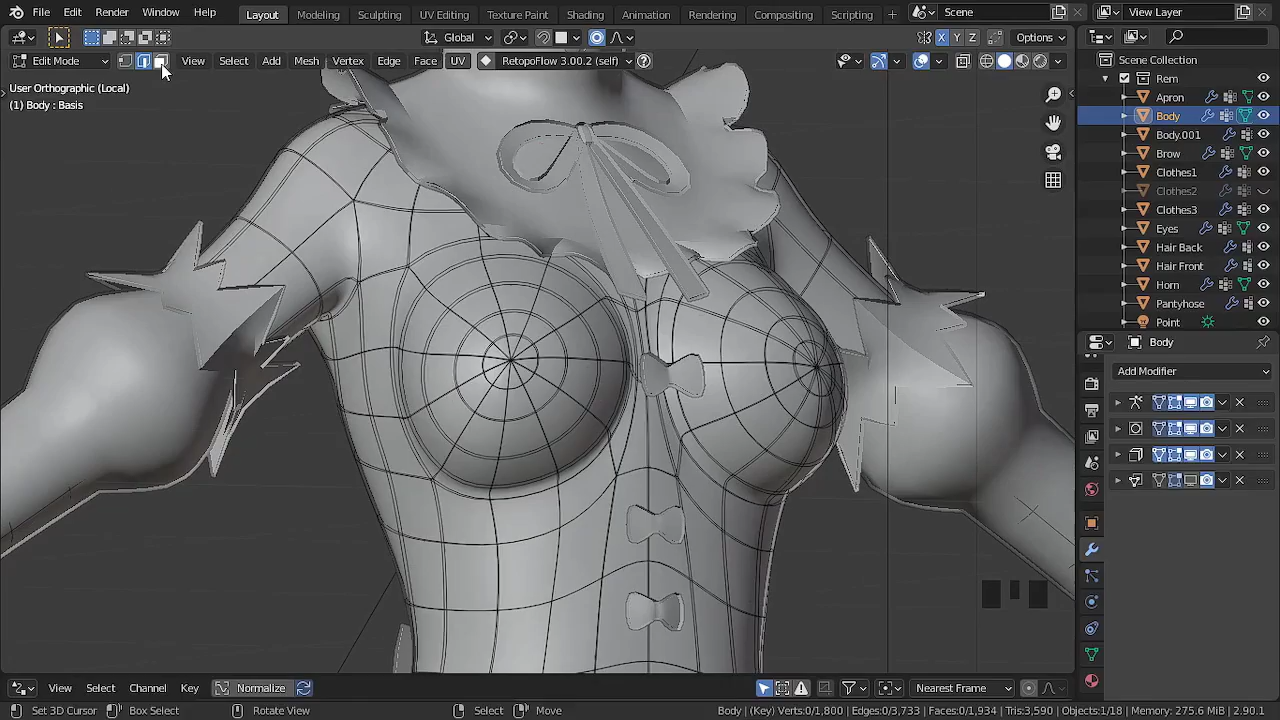 File Edit Render Window Help Layout Modeling Sculpting UV Editing Texture Paint Shading Animation Rendering Compositing Scripting + Scene View Layer
Global X Y Z Options
Edit Mode View Select Add Mesh Vertex Edge Face UV RetopoFlow 3.00.2 (self)
User Orthographic (Local)
(1) Body : Basis
Scene Collection
Rem
Apron
Body
Body.001
Brow
Clothes1
Clothes2
Clothes3
Eyes
Hair Back
Hair Front
Horn
Pantyhose
Point
Body
Add Modifier
View Select Channel Key Normalize Nearest Frame
Set 3D Cursor Box Select Rotate View Select Move Body | (Key) Verts:0/1,800 | Edges:0/3,733 | Faces:0/1,934 | Tris:3,590 | Objects:1/18 | Memory: 275.6 MiB | 2.90.1